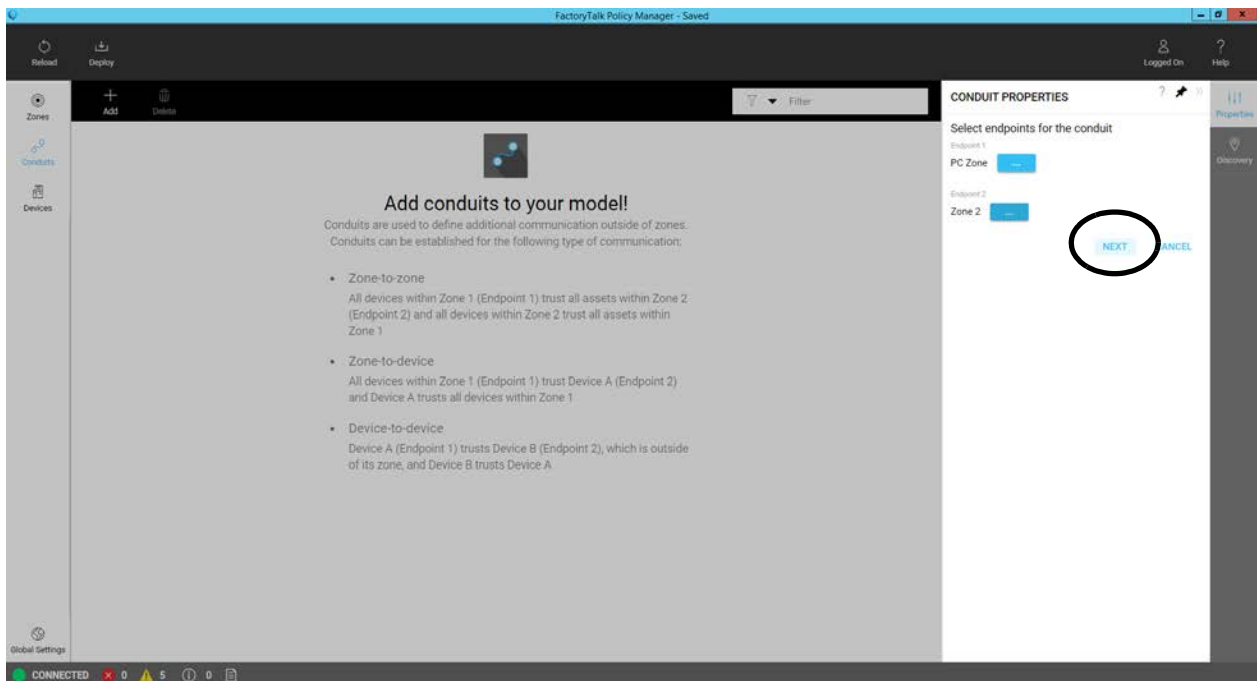 FactoryTalk Policy Manager - Saved
Reload
Deploy
Logged On
Help
Zones
Conduits
Devices
Global Settings
Add
Delete
Filter
Add conduits to your model!
Conduits are used to define additional communication outside of zones.
Conduits can be established for the following type of communication:
• Zone-to-zone
All devices within Zone 1 (Endpoint 1) trust all assets within Zone 2
(Endpoint 2) and all devices within Zone 2 trust all assets within
Zone 1
• Zone-to-device
All devices within Zone 1 (Endpoint 1) trust Device A (Endpoint 2)
and Device A trusts all devices within Zone 1
• Device-to-device
Device A (Endpoint 1) trusts Device B (Endpoint 2), which is outside
of its zone, and Device B trusts Device A
CONDUIT PROPERTIES
?
Select endpoints for the conduit
Endpoint 1
PC Zone ...
Endpoint 2
Zone 2 ...
NEXT
ANCEL
Properties
Discovery
CONNECTED 0 5 0